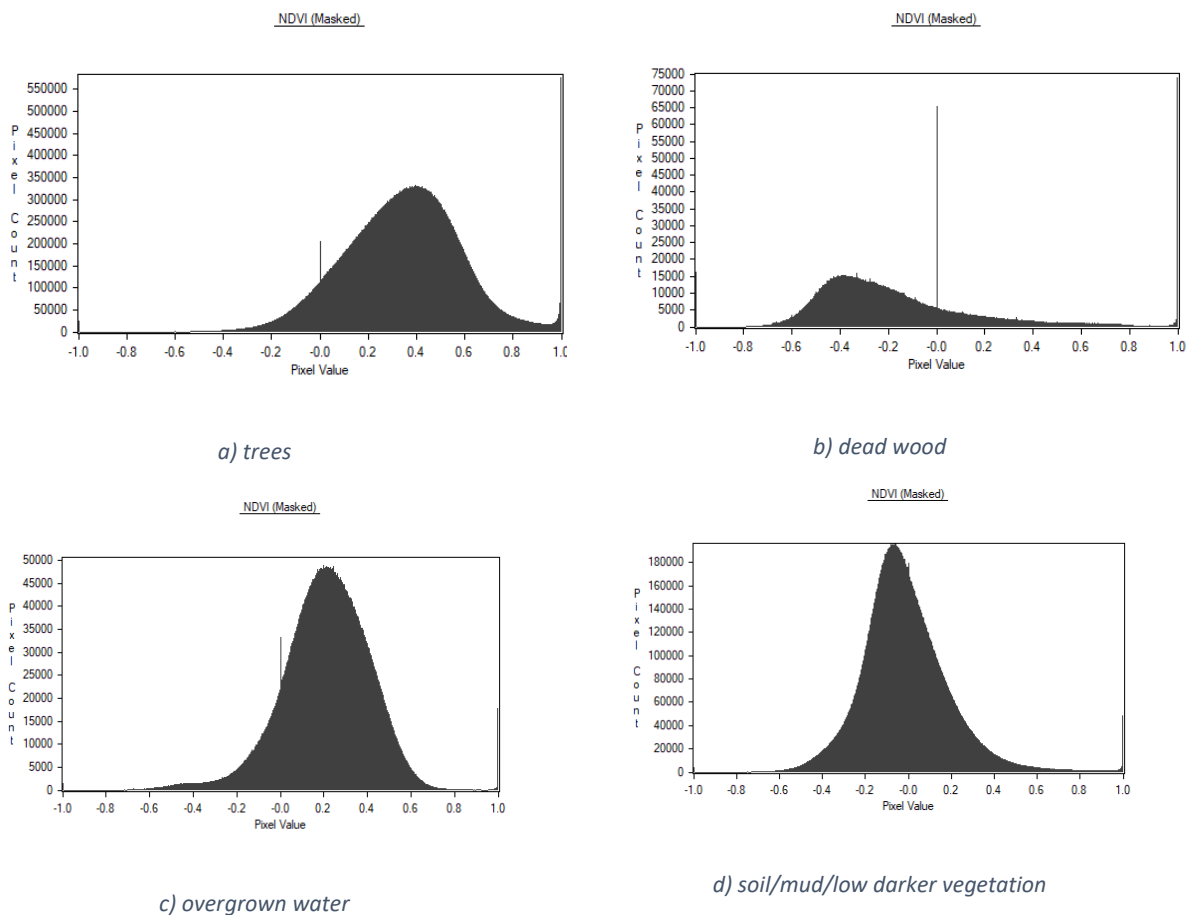 NDVI (Masked)
550000
500000
450000
400000
350000
300000
250000
200000
150000
100000
50000
0
Pixel Count
-1.0 -0.8 -0.6 -0.4 -0.2 -0.0 0.2 0.4 0.6 0.8 1.0
Pixel Value
a) trees
NDVI (Masked)
75000
70000
65000
60000
55000
50000
45000
40000
35000
30000
25000
20000
15000
10000
5000
0
Pixel Count
-1.0 -0.8 -0.6 -0.4 -0.2 -0.0 0.2 0.4 0.6 0.8 1.0
Pixel Value
b) dead wood
NDVI (Masked)
50000
45000
40000
35000
30000
25000
20000
15000
10000
5000
0
Pixel Count
-1.0 -0.8 -0.6 -0.4 -0.2 -0.0 0.2 0.4 0.6 0.8 1.0
Pixel Value
c) overgrown water
NDVI (Masked)
180000
160000
140000
120000
100000
80000
60000
40000
20000
0
Pixel Count
-1.0 -0.8 -0.6 -0.4 -0.2 -0.0 0.2 0.4 0.6 0.8 1.0
Pixel Value
d) soil/mud/low darker vegetation